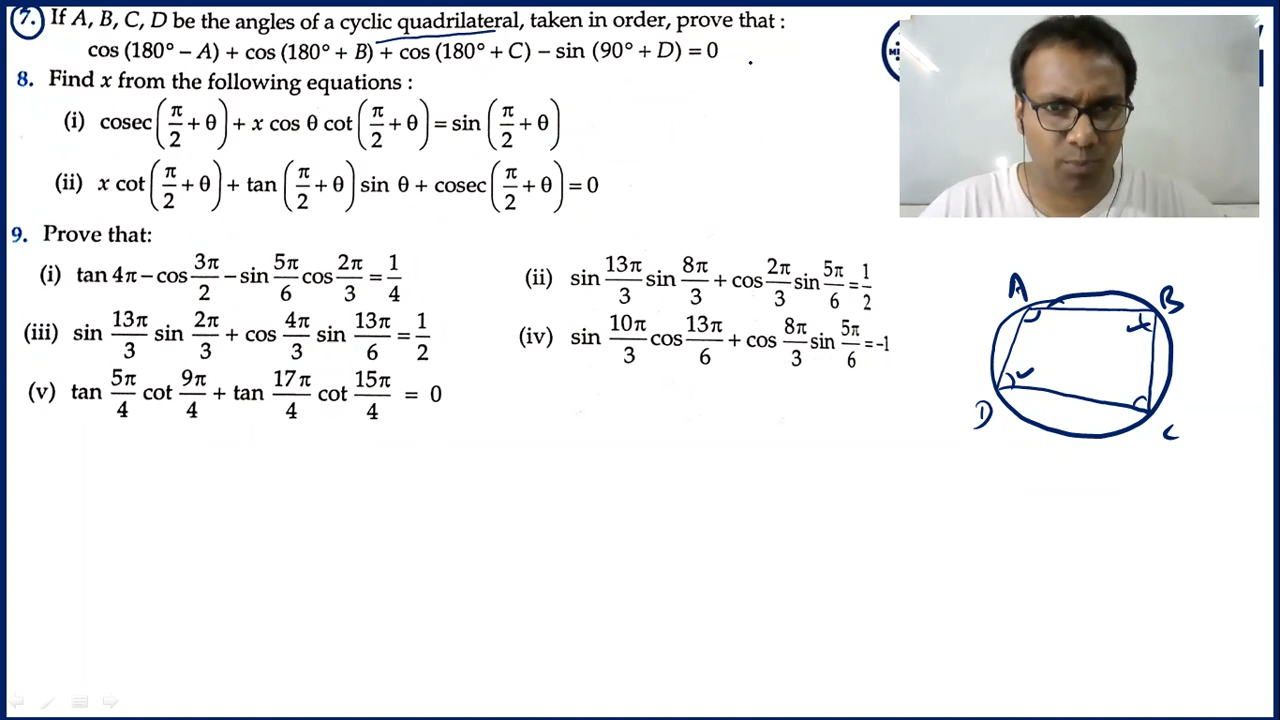 7. If A, B, C, D be the angles of a cyclic quadrilateral, taken in order, prove that :
cos (180° − A) + cos (180° + B) + cos (180° + C) − sin (90° + D) = 0
8. Find x from the following equations :
(i) cosec(π/2 + θ) + x cos θ cot(π/2 + θ) = sin(π/2 + θ)
(ii) x cot(π/2 + θ) + tan(π/2 + θ) sin θ + cosec(π/2 + θ) = 0
9. Prove that:
(i) tan 4π − cos 3π/2 − sin 5π/6 cos 2π/3 = 1/4
(ii) sin 13π/3 sin 8π/3 + cos 2π/3 sin 5π/6 = 1/2
(iii) sin 13π/3 sin 2π/3 + cos 4π/3 sin 13π/6 = 1/2
(iv) sin 10π/3 cos 13π/6 + cos 8π/3 sin 5π/6 = -1
(v) tan 5π/4 cot 9π/4 + tan 17π/4 cot 15π/4 = 0
A
B
D
C